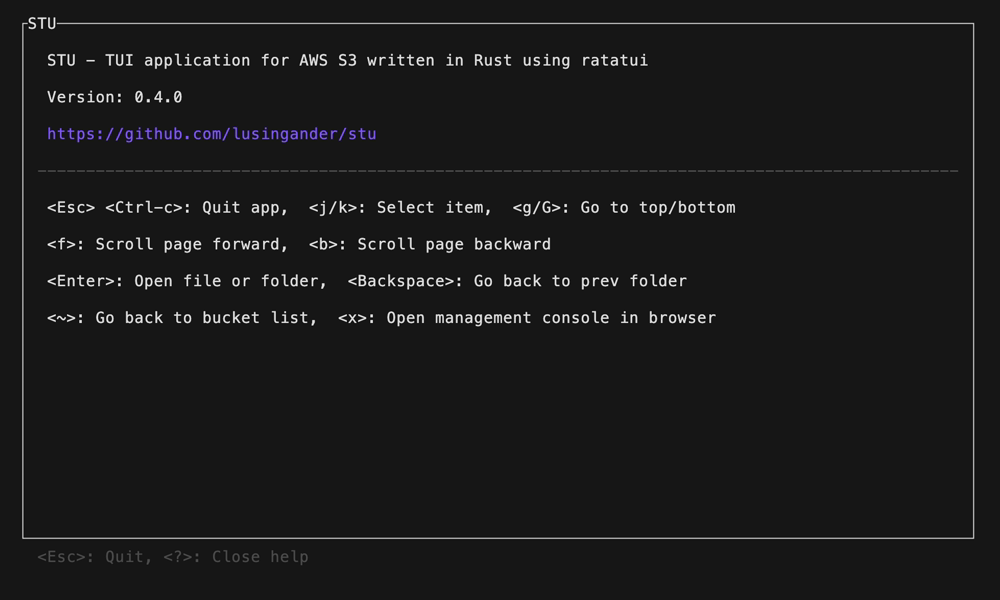 STU
STU - TUI application for AWS S3 written in Rust using ratatui
Version: 0.4.0
https://github.com/lusingander/stu
<Esc> <Ctrl-c>: Quit app,  <j/k>: Select item,  <g/G>: Go to top/bottom
<f>: Scroll page forward,  <b>: Scroll page backward
<Enter>: Open file or folder,  <Backspace>: Go back to prev folder
<~>: Go back to bucket list,  <x>: Open management console in browser
<Esc>: Quit, <?>: Close help